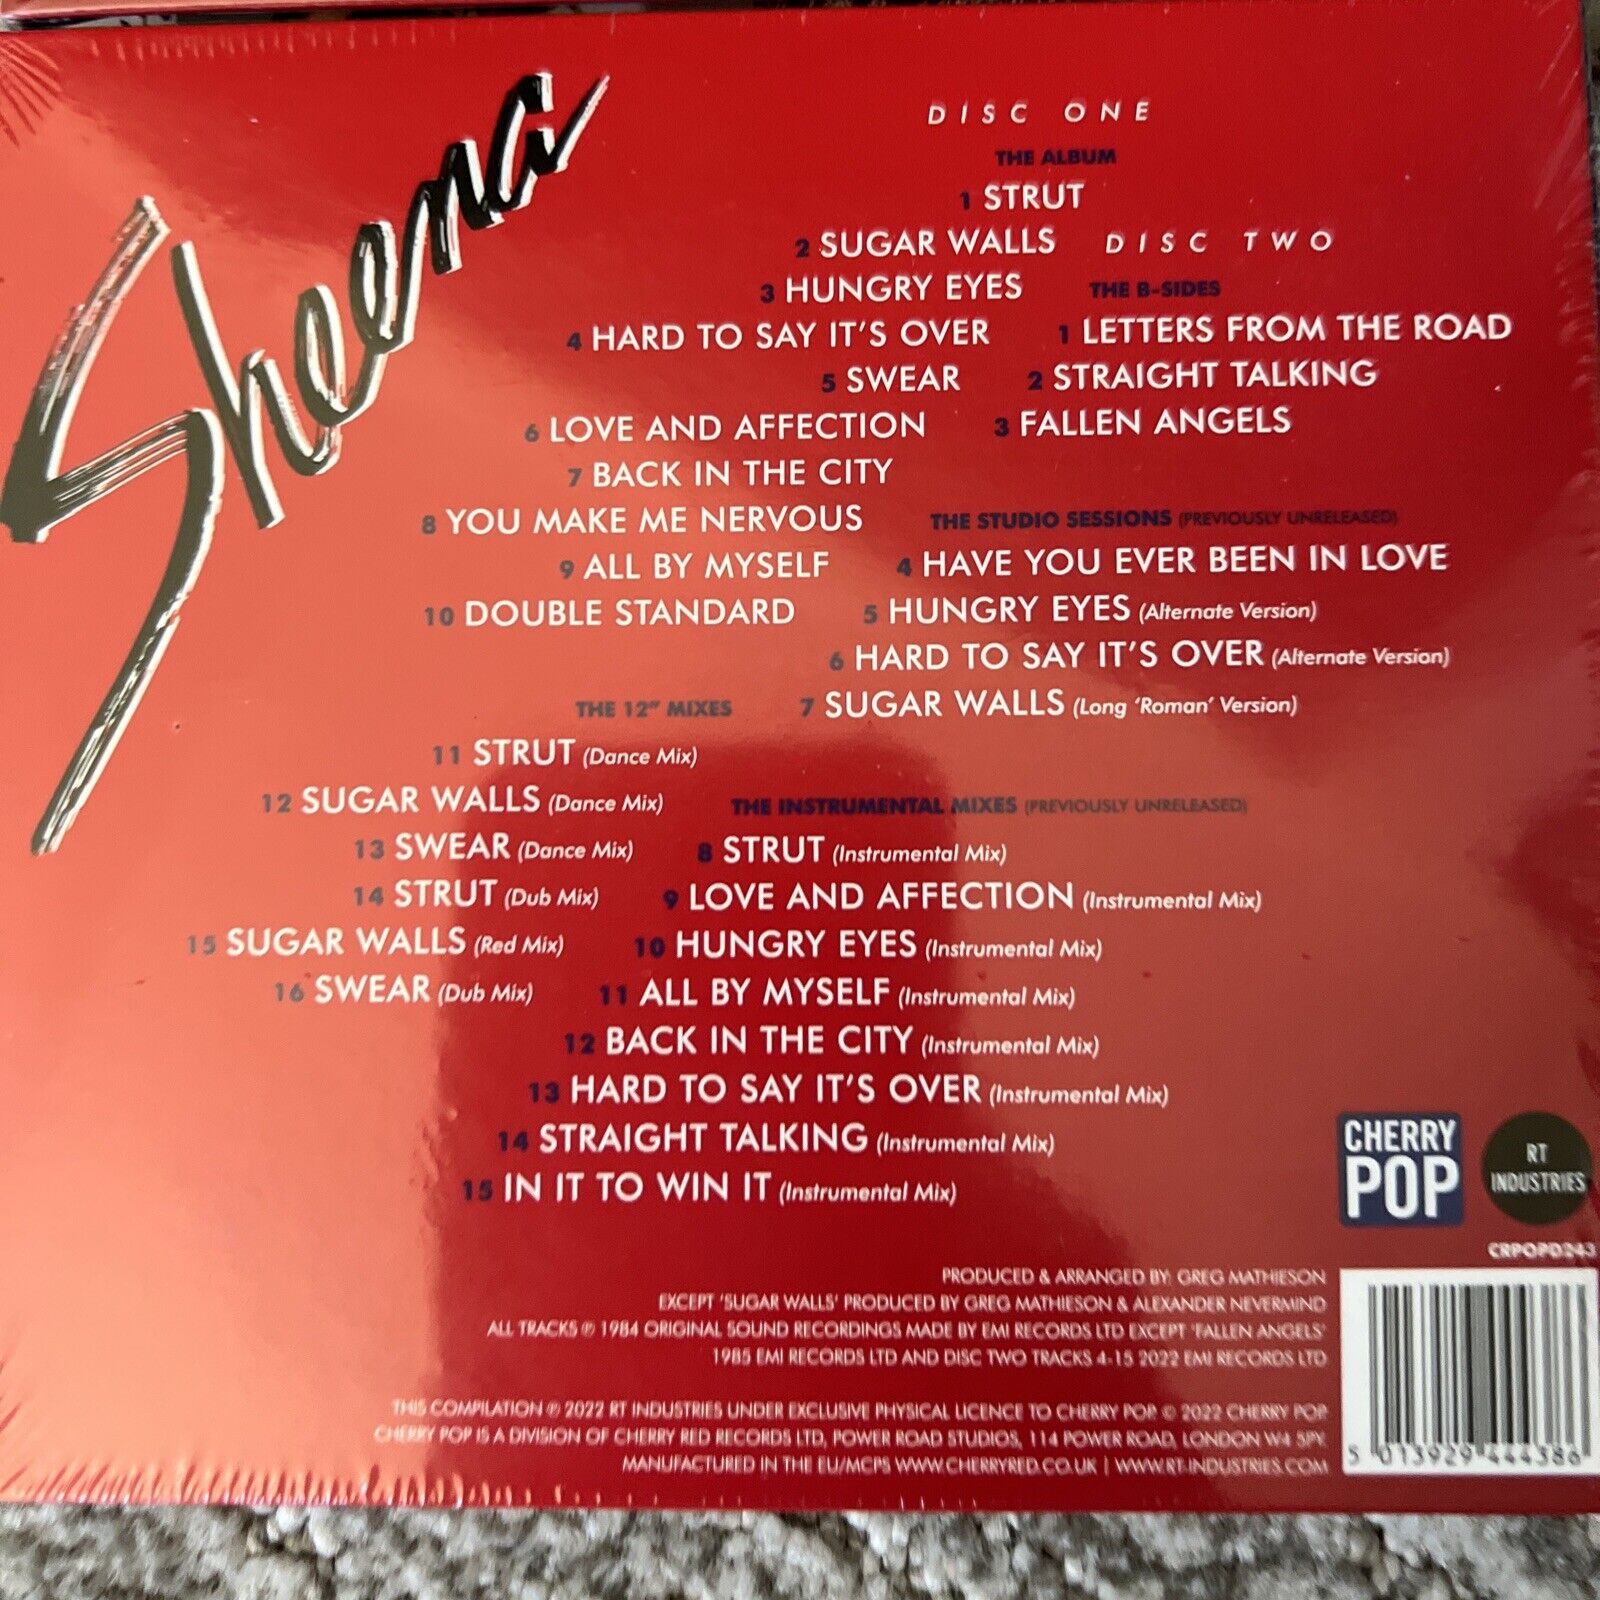 Sheena
DISC ONE
THE ALBUM
1 STRUT
2 SUGAR WALLS
3 HUNGRY EYES
4 HARD TO SAY IT'S OVER
5 SWEAR
6 LOVE AND AFFECTION
7 BACK IN THE CITY
8 YOU MAKE ME NERVOUS
9 ALL BY MYSELF
10 DOUBLE STANDARD
THE 12" MIXES
11 STRUT (Dance Mix)
12 SUGAR WALLS (Dance Mix)
13 SWEAR (Dance Mix)
14 STRUT (Dub Mix)
15 SUGAR WALLS (Red Mix)
16 SWEAR (Dub Mix)
DISC TWO
THE B-SIDES
1 LETTERS FROM THE ROAD
2 STRAIGHT TALKING
3 FALLEN ANGELS
THE STUDIO SESSIONS (PREVIOUSLY UNRELEASED)
4 HAVE YOU EVER BEEN IN LOVE
5 HUNGRY EYES (Alternate Version)
6 HARD TO SAY IT'S OVER (Alternate Version)
7 SUGAR WALLS (Long 'Roman' Version)
THE INSTRUMENTAL MIXES (PREVIOUSLY UNRELEASED)
8 STRUT (Instrumental Mix)
9 LOVE AND AFFECTION (Instrumental Mix)
10 HUNGRY EYES (Instrumental Mix)
11 ALL BY MYSELF (Instrumental Mix)
12 BACK IN THE CITY (Instrumental Mix)
13 HARD TO SAY IT'S OVER (Instrumental Mix)
14 STRAIGHT TALKING (Instrumental Mix)
15 IN IT TO WIN IT (Instrumental Mix)
CHERRY
POP
RT
INDUSTRIES
CRPOPD243
PRODUCED & ARRANGED BY: GREG MATHIESON
EXCEPT 'SUGAR WALLS' PRODUCED BY GREG MATHIESON & ALEXANDER NEVERMIND
ALL TRACKS ℗ 1984 ORIGINAL SOUND RECORDINGS MADE BY EMI RECORDS LTD EXCEPT 'FALLEN ANGELS'
1985 EMI RECORDS LTD AND DISC TWO TRACKS 4-15 2022 EMI RECORDS LTD
THIS COMPILATION ℗ 2022 RT INDUSTRIES UNDER EXCLUSIVE PHYSICAL LICENCE TO CHERRY POP © 2022 CHERRY POP
CHERRY POP IS A DIVISION OF CHERRY RED RECORDS LTD, POWER ROAD STUDIOS, 114 POWER ROAD, LONDON W4 5PY
MANUFACTURED IN THE EU/MCPS WWW.CHERRYRED.CO.UK | WWW.RT-INDUSTRIES.COM
5 013929 444386